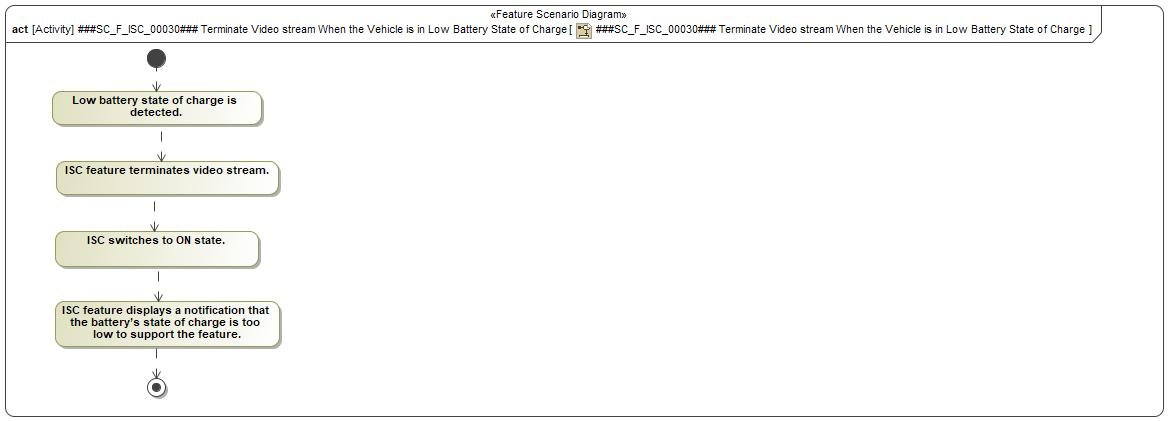 «Feature Scenario Diagram»
act [Activity] ###SC_F_ISC_00030### Terminate Video stream When the Vehicle is in Low Battery State of Charge [ ###SC_F_ISC_00030### Terminate Video stream When the Vehicle is in Low Battery State of Charge ]
Low battery state of charge is
detected.
ISC feature terminates video stream.
ISC switches to ON state.
ISC feature displays a notification that
the battery's state of charge is too
low to support the feature.